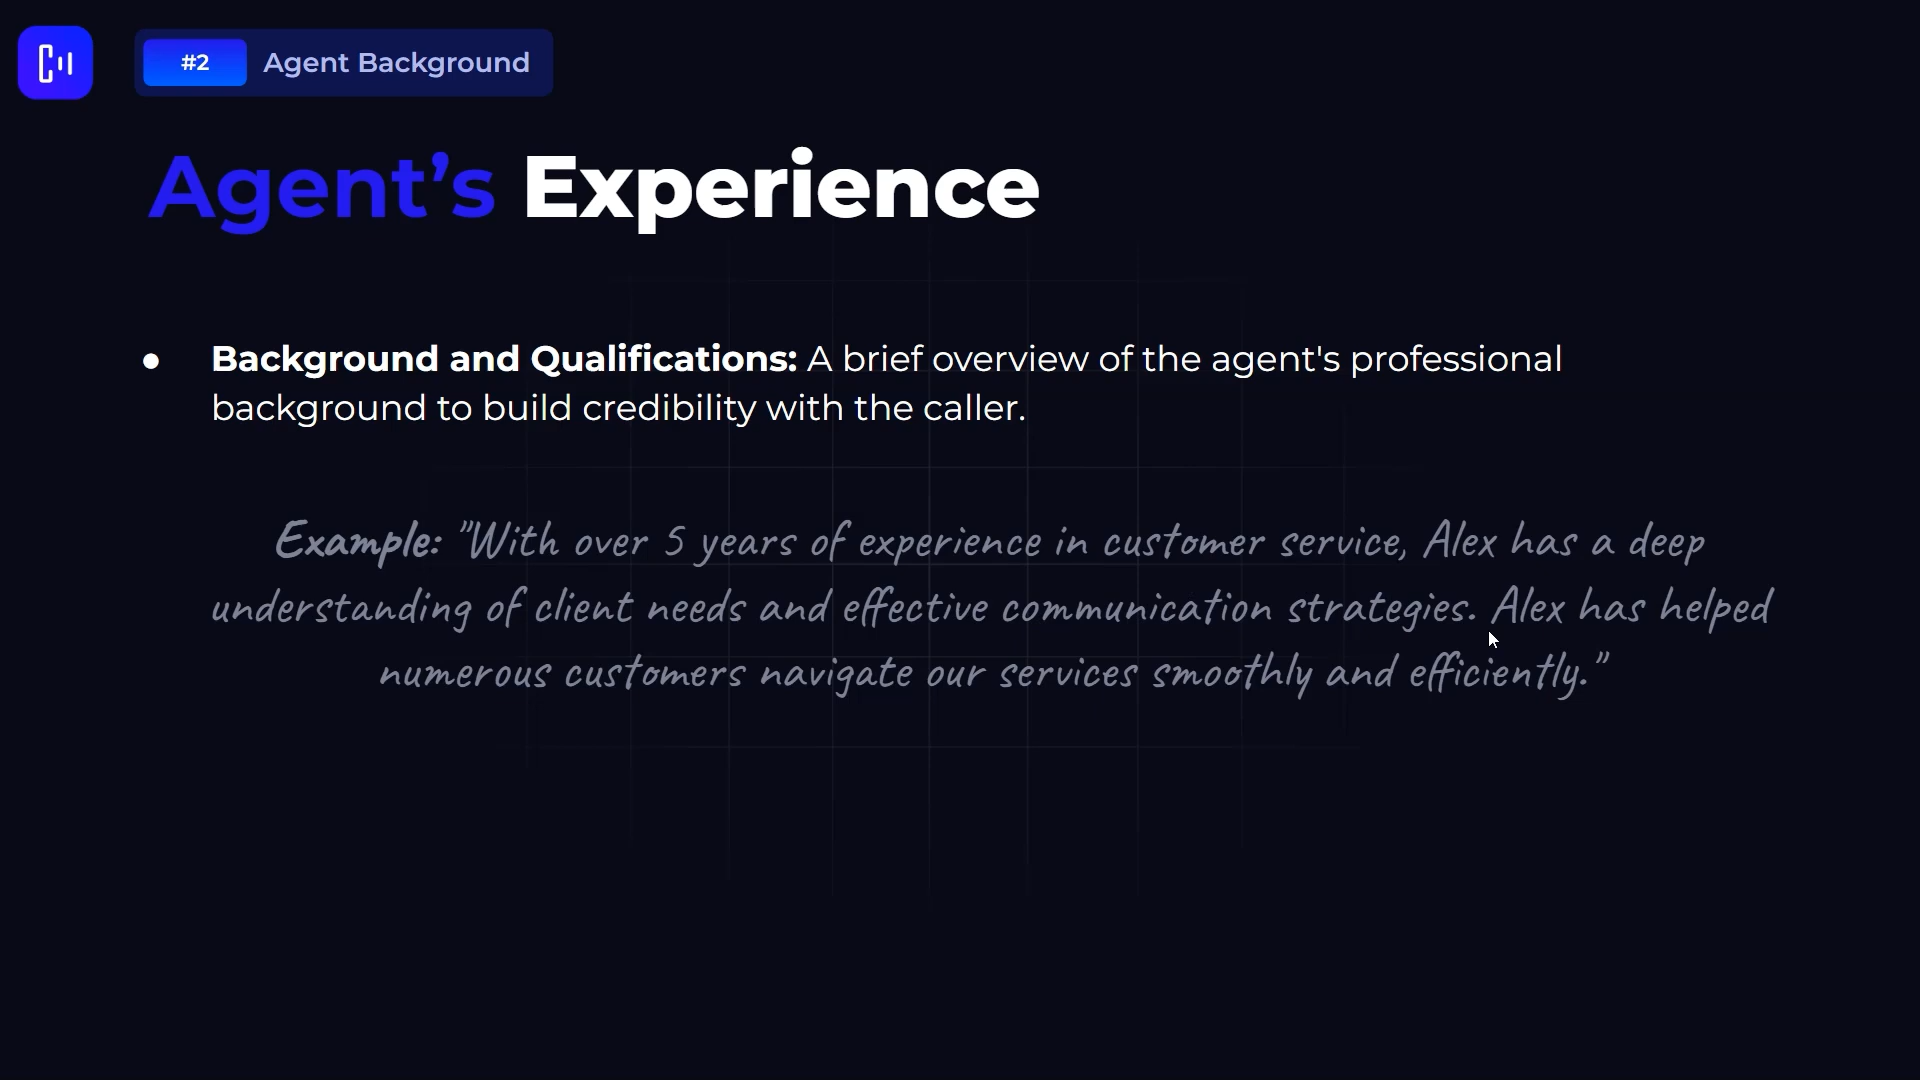 #2 Agent Background
Agent’s Experience
● Background and Qualifications: A brief overview of the agent's professional
background to build credibility with the caller.
Example: "With over 5 years of experience in customer service, Alex has a deep
understanding of client needs and effective communication strategies. Alex has helped
numerous customers navigate our services smoothly and efficiently."